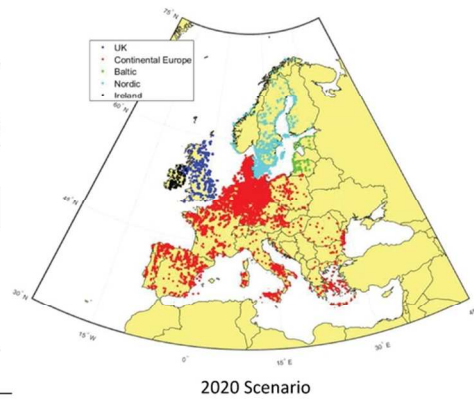 75° N
UK
Continental Europe
Baltic
Nordic
Ireland
60° N
45° N
30° N
15° W
0°
15° E
30° E
2020 Scenario